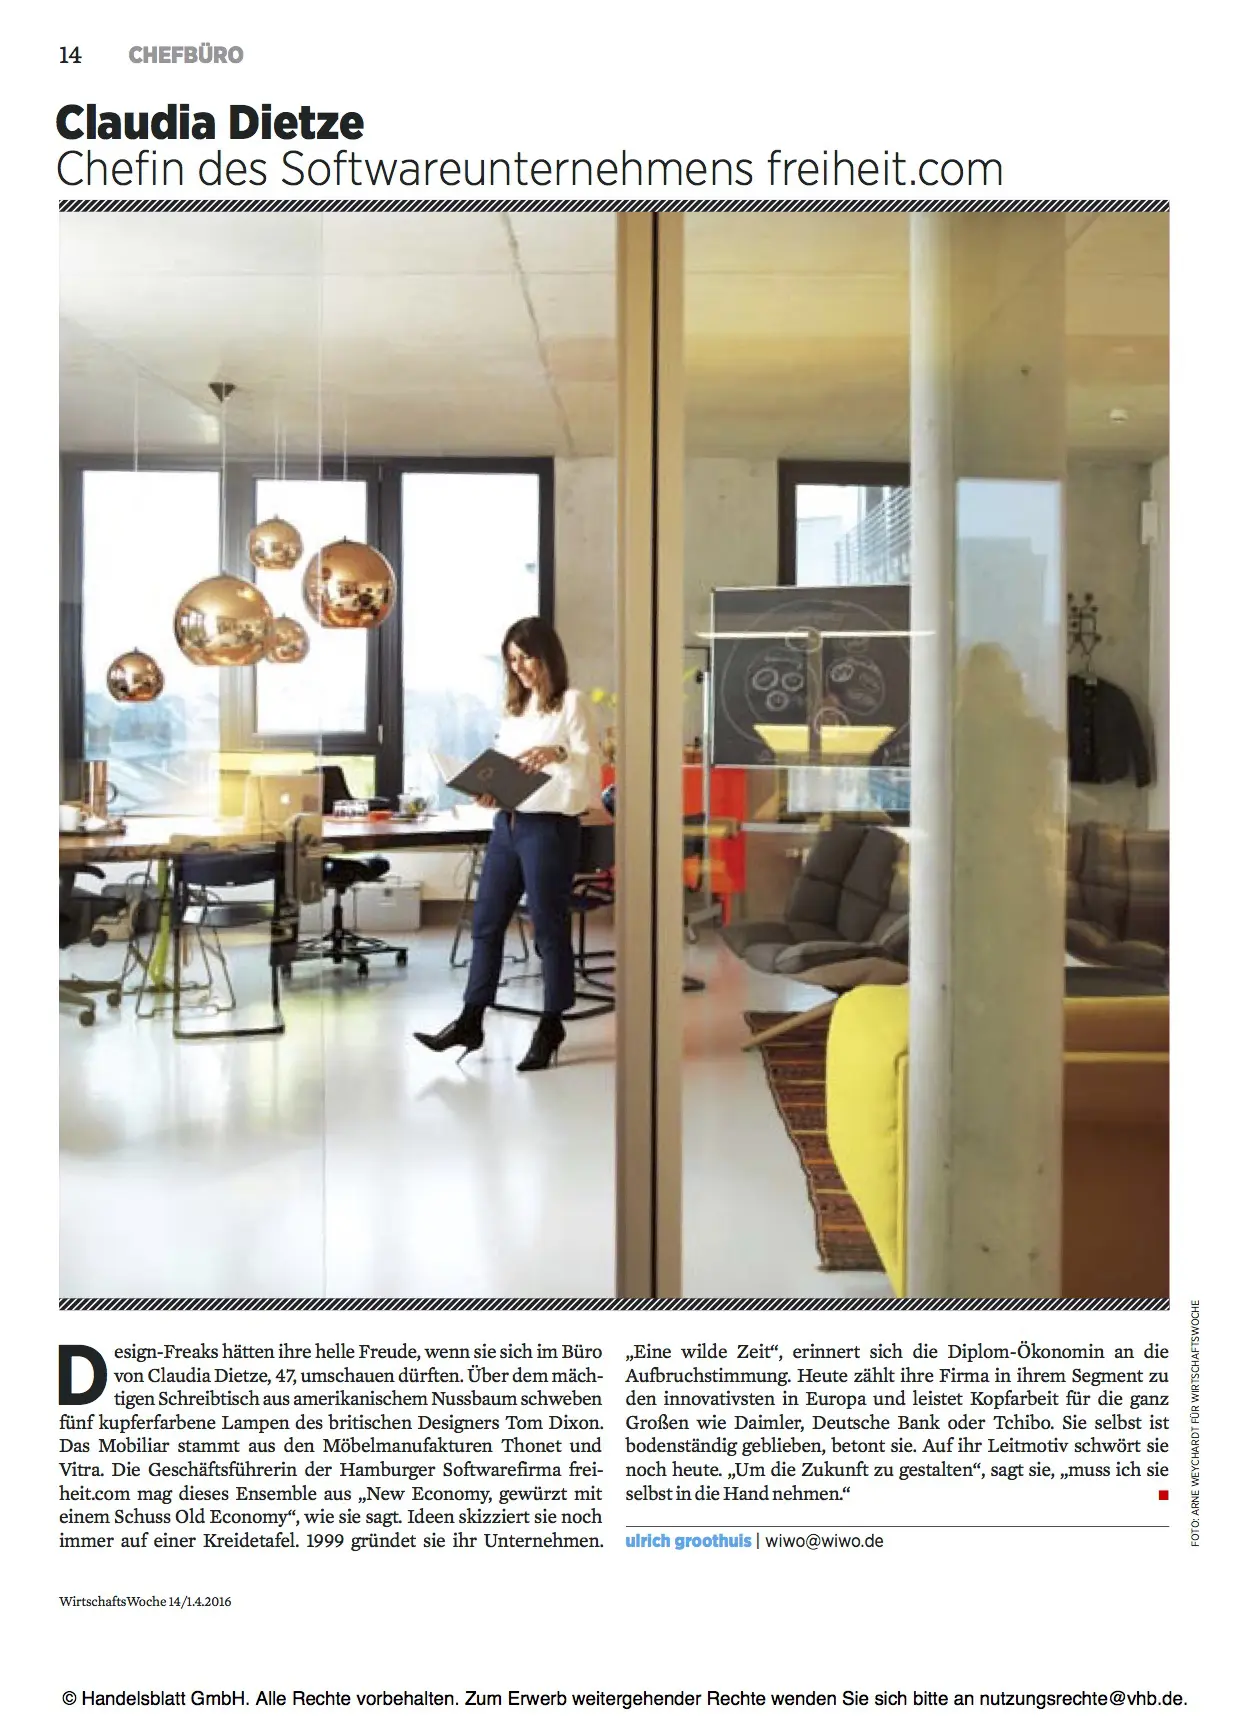 14 CHEFBÜRO
Claudia Dietze
Chefin des Softwareunternehmens freiheit.com
Design-Freaks hätten ihre helle Freude, wenn sie sich im Büro
von Claudia Dietze, 47, umschauen dürften. Über dem mäch-
tigen Schreibtisch aus amerikanischem Nussbaum schweben
fünf kupferfarbene Lampen des britischen Designers Tom Dixon.
Das Mobiliar stammt aus den Möbelmanufakturen Thonet und
Vitra. Die Geschäftsführerin der Hamburger Softwarefirma frei-
heit.com mag dieses Ensemble aus „New Economy, gewürzt mit
einem Schuss Old Economy“, wie sie sagt. Ideen skizziert sie noch
immer auf einer Kreidetafel. 1999 gründet sie ihr Unternehmen.
„Eine wilde Zeit“, erinnert sich die Diplom-Ökonomin an die
Aufbruchstimmung. Heute zählt ihre Firma in ihrem Segment zu
den innovativsten in Europa und leistet Kopfarbeit für die ganz
Großen wie Daimler, Deutsche Bank oder Tchibo. Sie selbst ist
bodenständig geblieben, betont sie. Auf ihr Leitmotiv schwört sie
noch heute. „Um die Zukunft zu gestalten“, sagt sie, „muss ich sie
selbst in die Hand nehmen.“
ulrich groothuis | wiwo@wiwo.de
FOTO: ARNE WEYCHARDT FÜR WIRTSCHAFTSWOCHE
WirtschaftsWoche 14/1.4.2016
© Handelsblatt GmbH. Alle Rechte vorbehalten. Zum Erwerb weitergehender Rechte wenden Sie sich bitte an nutzungsrechte@vhb.de.